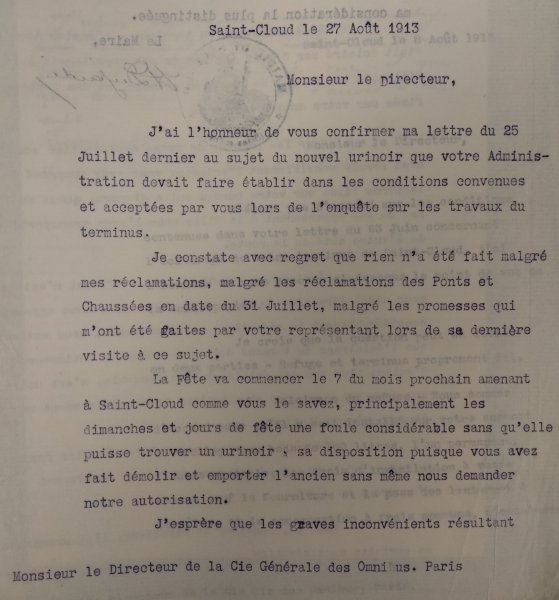 Saint-Cloud le 27 Août 1913
Monsieur le Directeur,
J'ai l'honneur de vous confirmer ma lettre du 25
Juillet dernier au sujet du nouvel urinoir que votre Adminis-
tration devait faire établir dans les conditions convenues
et acceptées par vous lors de l'enquête sur les travaux du
terminus.
Je constate avec regret que rien n'a été fait malgré
mes réclamations, malgré les réclamations des Ponts et
Chaussées en date du 31 Juillet, malgré les promesses qui
m'ont été faites par votre représentant lors de sa dernière
visite à ce sujet.
La Fête va commencer le 7 du mois prochain amenant
à Saint-Cloud comme vous le savez, principalement les
dimanches et jours de fête une foule considérable sans qu'elle
puisse trouver un urinoir , sa disposition puisque vous avez
fait démolir et emporter l'ancien sans même nous demander
notre autorisation.
J'esprère que les graves inconvénients résultant
Monsieur le Directeur de la Cie Générale des Omnibus. Paris